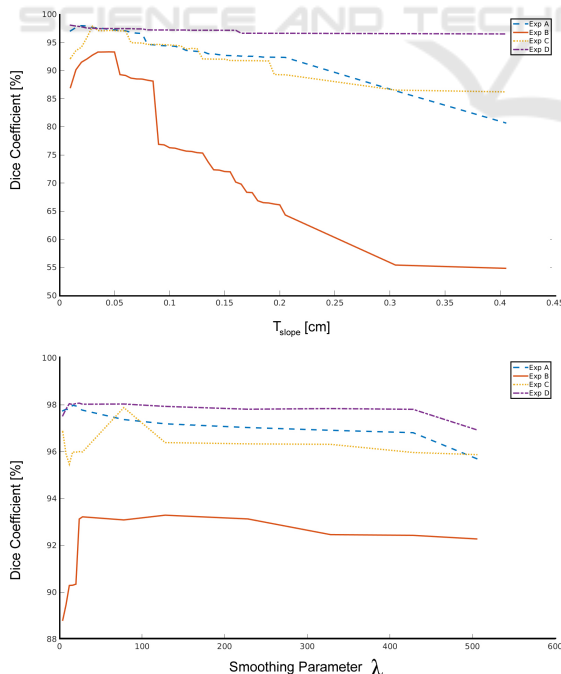 SCIENCE AND TECHN
100
95
90
85
80
75
70
65
60
55
50
0
0.05
0.1
0.15
0.2
0.25
0.3
0.35
0.4
0.45
Dice Coefficient [%]
T_slope [cm]
Exp A
Exp B
Exp C
Exp D
100
98
96
94
92
90
88
0
100
200
300
400
500
600
Dice Coefficient [%]
Smoothing Parameter λ
Exp A
Exp B
Exp C
Exp D